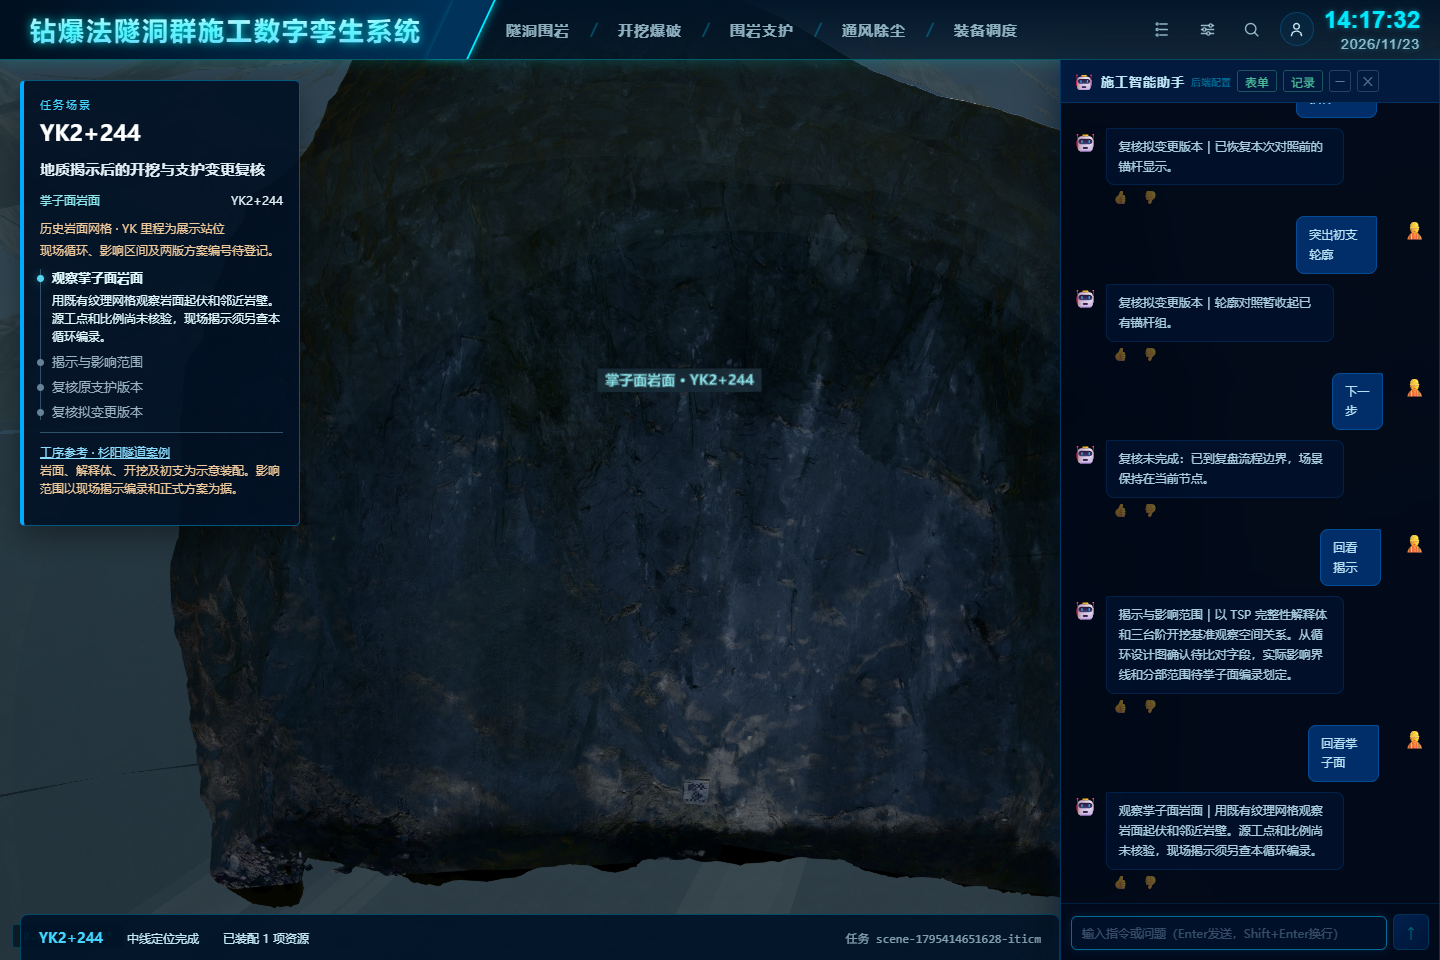 钻爆法隧洞群施工数字孪生系统
隧洞围岩 / 开挖爆破 / 围岩支护 / 通风除尘 / 装备调度
14:17:32
2026/11/23
任务场景
YK2+244
地质揭示后的开挖与支护变更复核
掌子面岩面 YK2+244
历史岩面网格 · YK 里程为展示站位
现场循环、影响区间及两版方案编号待登记。
观察掌子面岩面
用既有纹理网格观察岩面起伏和邻近岩壁。
源工点和比例尚未核验，现场揭示须另查本
循环编录。
揭示与影响范围
复核原支护版本
复核拟变更版本
工序参考 · 杉阳隧道案例
岩面、解释体、开挖及初支为示意装配。影响
范围以现场揭示编录和正式方案为据。
掌子面岩面 • YK2+244
YK2+244 中线定位完成 已装配 1 项资源
任务 scene-1795414651628-iticm
施工智能助手 后端配置 表单 记录
复核拟变更版本 | 已恢复本次对照前的
锚杆显示。
突出初支
轮廓
复核拟变更版本 | 轮廓对照暂收起已
有锚杆组。
下一
步
复核未完成：已到复盘流程边界，场景
保持在当前节点。
回看
揭示
揭示与影响范围 | 以 TSP 完整性解释体
和三台阶开挖基准观察空间关系。从循
环设计图确认待比对字段，实际影响界
线和分部范围待掌子面编录划定。
回看掌
子面
观察掌子面岩面 | 用既有纹理网格观察
岩面起伏和邻近岩壁。源工点和比例尚
未核验，现场揭示须另查本循环编录。
输入指令或问题（Enter发送，Shift+Enter换行）